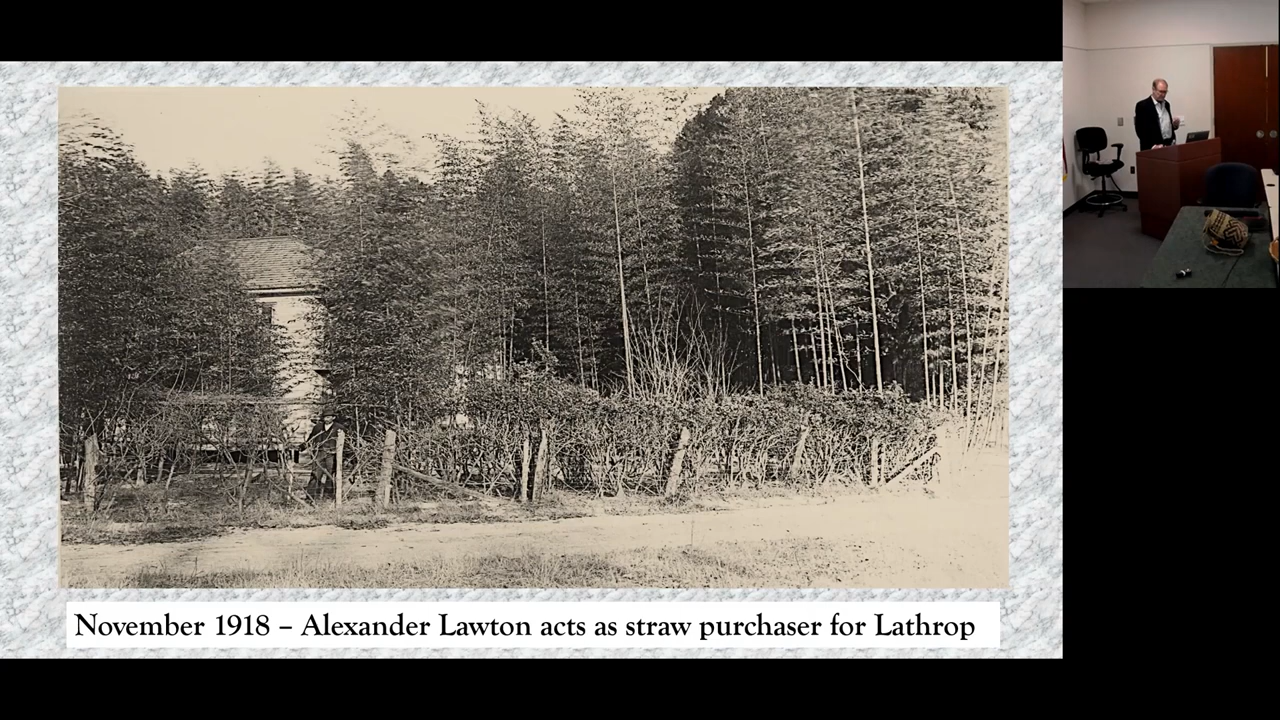 November 1918 – Alexander Lawton acts as straw purchaser for Lathrop